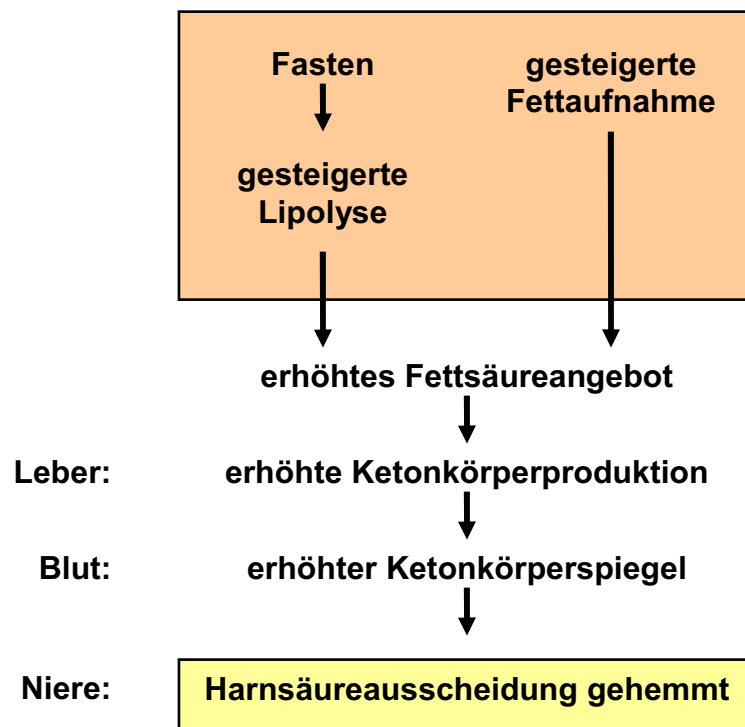 Fasten
gesteigerte
Lipolyse
gesteigerte
Fettaufnahme
erhöhtes Fettsäureangebot
Leber: erhöhte Ketonkörperproduktion
Blut: erhöhter Ketonkörperspiegel
Niere: Harnsäureausscheidung gehemmt